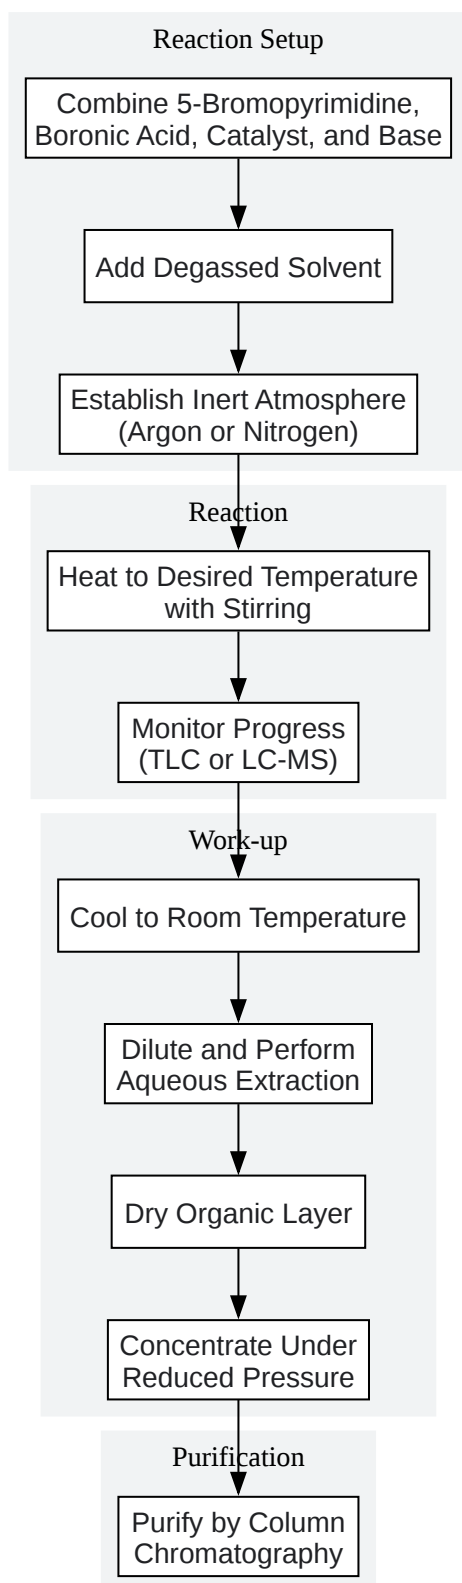 Reaction Setup
Combine 5-Bromopyrimidine,
Boronic Acid, Catalyst, and Base
Add Degassed Solvent
Establish Inert Atmosphere
(Argon or Nitrogen)
Reaction
Heat to Desired Temperature
with Stirring
Monitor Progress
(TLC or LC-MS)
Work-up
Cool to Room Temperature
Dilute and Perform
Aqueous Extraction
Dry Organic Layer
Concentrate Under
Reduced Pressure
Purification
Purify by Column
Chromatography